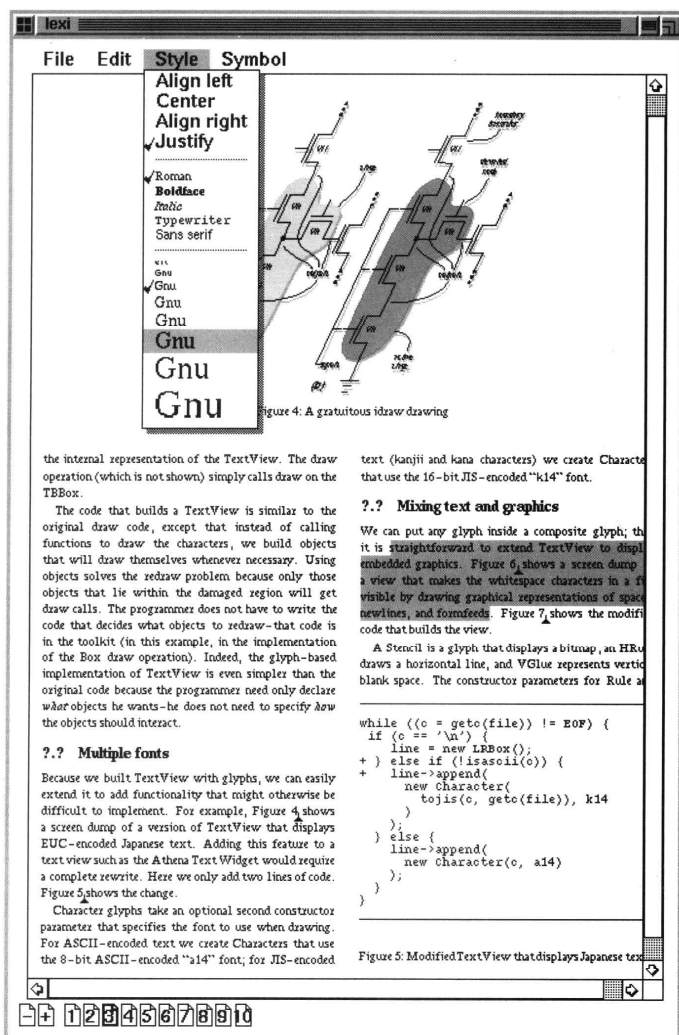 lexi
File Edit Style Symbol
Align left
Center
Align right
Justify
Roman
Boldface
Italic
Typewriter
Sans serif
Gnu
Gnu
Gnu
Gnu
Gnu
Gnu
Gnu
Figure 4: A gratuitous idraw drawing
the internal representation of the TextView. The draw
operation (which is not shown) simply calls draw on the
TBBox.
The code that builds a TextView is similar to the
original draw code, except that instead of calling
functions to draw the characters, we build objects
that will draw themselves whenever necessary. Using
objects solves the redraw problem because only those
objects that lie within the damaged region will get
draw calls. The programmer does not have to write the
code that decides what objects to redraw-that code is
in the toolkit (in this example, in the implementation
of the Box draw operation). Indeed, the glyph-based
implementation of TextView is even simpler than the
original code because the programmer need only declare
what objects he wants-he does not need to specify how
the objects should interact.
?.? Multiple fonts
Because we built TextView with glyphs, we can easily
extend it to add functionality that might otherwise be
difficult to implement. For example, Figure 4 shows
a screen dump of a version of TextView that displays
EUC-encoded Japanese text. Adding this feature to a
text view such as the Athena Text Widget would require
a complete rewrite. Here we only add two lines of code.
Figure 5 shows the change.
Character glyphs take an optional second constructor
parameter that specifies the font to use when drawing.
For ASCII-encoded text we create Characters that use
the 8-bit ASCII-encoded "a14" font; for JIS-encoded
text (kanjii and kana characters) we create Characte
that use the 16-bit JIS-encoded "k14" font.
?.? Mixing text and graphics
We can put any glyph inside a composite glyph; th
it is straightforward to extend TextView to displ
embedded graphics. Figure 6 shows a screen dump
a view that makes the whitespace characters in a fi
visible by drawing graphical representations of space
newlines, and formfeeds. Figure 7 shows the modifi
code that builds the view.
A Stencil is a glyph that displays a bitmap, an HRu
draws a horizontal line, and VGlue represents vertic
blank space. The constructor parameters for Rule a
while ((c = getc(file)) != EOF) {
if (c == '\n') {
line = new LRBox();
+ } else if (!isascii(c)) {
+ line->append(
new Character(
tojis(c, getc(file)), k14
)
);
} else {
line->append(
new Character(c, a14)
);
}
}
Figure 5: Modified TextView that displays Japanese tex
- + 1 2 3 4 5 6 7 8 9 10